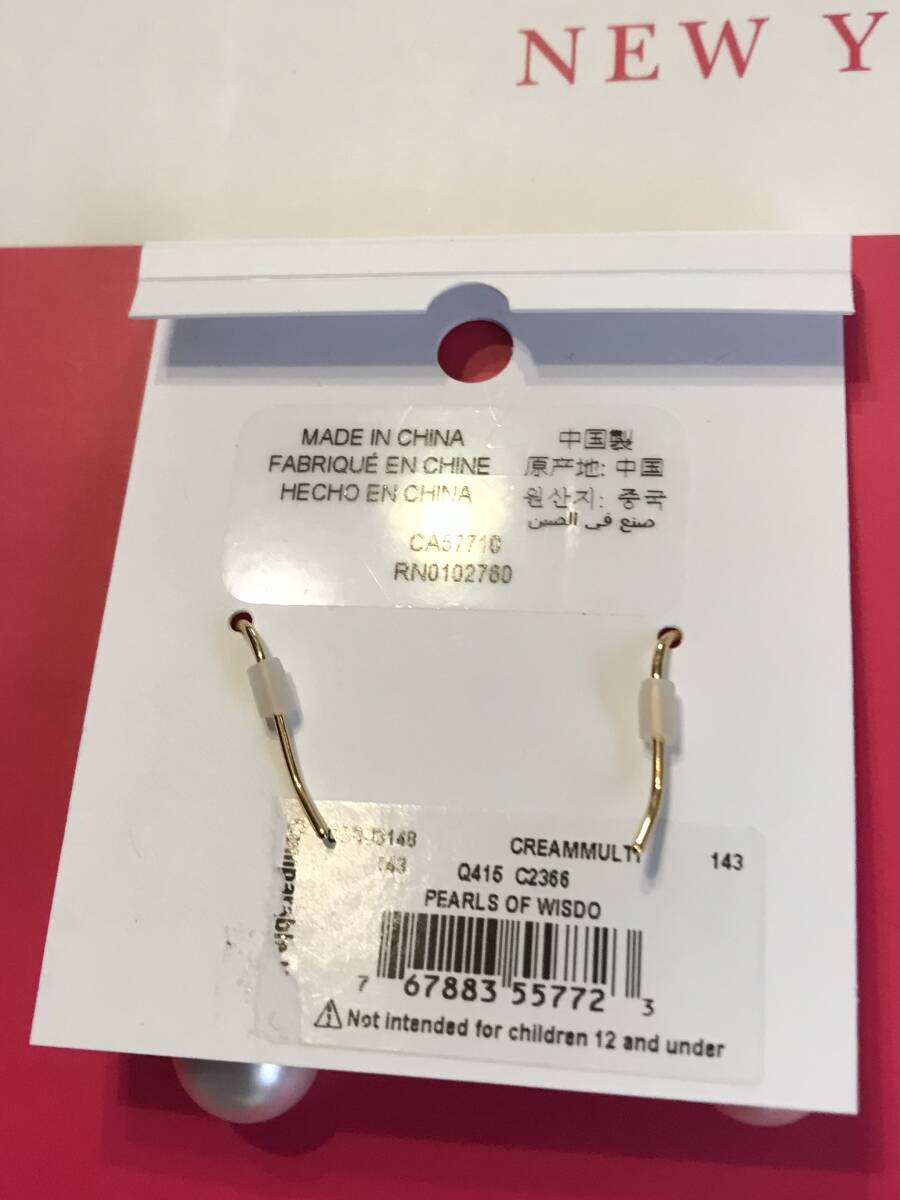 NEW Y
MADE IN CHINA
FABRIQUÉ EN CHINE
HECHO EN CHINA
中国製
原产地: 中国
원산지: 중국
صنع في الصين
CA57710
RN0102760
3148
CREAMMULTI
143
143
Q415 C2366
PEARLS OF WISDO
7 67883 55772 3
Not intended for children 12 and under